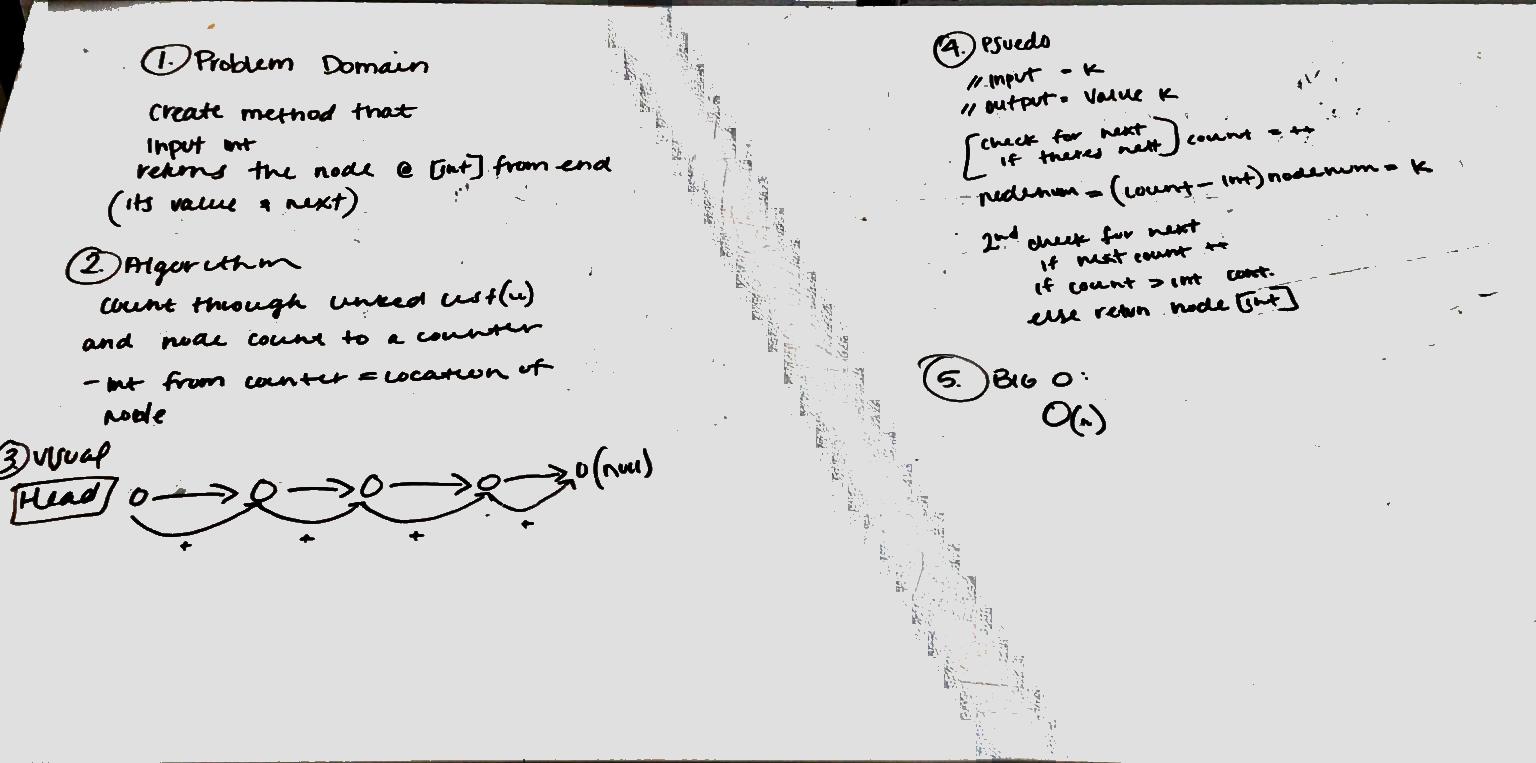 1. Problem Domain
Create method that
Input int
returns the node @ [int] from end
(its value & next)
2. Algorithm
count through linked list (ll)
and node count to a counter
- int from counter = location of
node
3. Visual
Head O → O → O → O → O (null)
+ + + +
4. Psuedo
// input = k
// output = value k
[check for next
if theres next] count = ++
- nodenum = (count - int) nodenum = k
2nd check for next
if next count ++
if count > int cont.
else return node [int]
5. BIG O:
O(n)